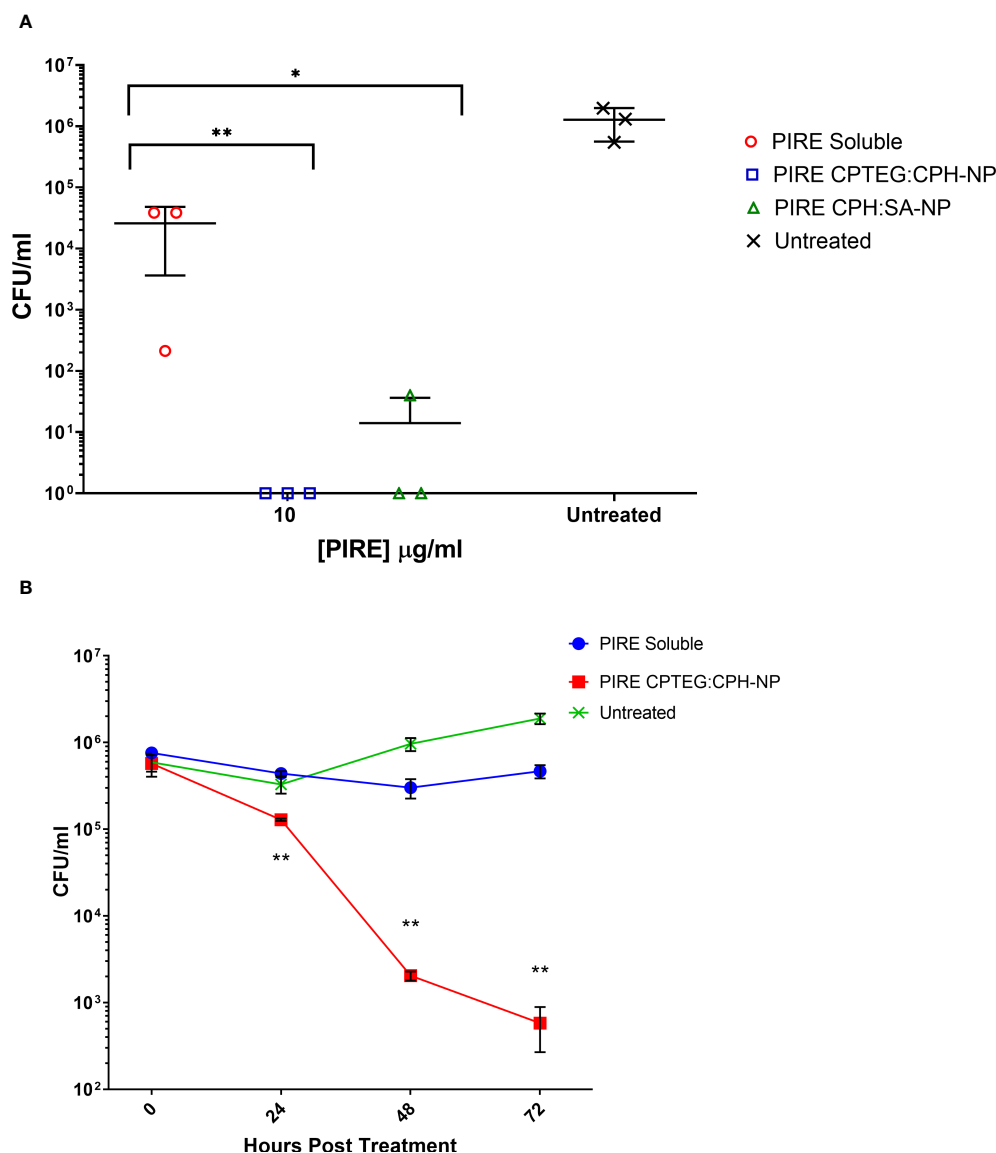 A
10⁷
10⁶
10⁵
10⁴
10³
10²
10¹
10⁰
CFU/ml
*
**
10
Untreated
[PIRE] μg/ml
PIRE Soluble
PIRE CPTEG:CPH-NP
PIRE CPH:SA-NP
Untreated
B
10⁷
10⁶
10⁵
10⁴
10³
10²
CFU/ml
**
**
**
0
24
48
72
Hours Post Treatment
PIRE Soluble
PIRE CPTEG:CPH-NP
Untreated